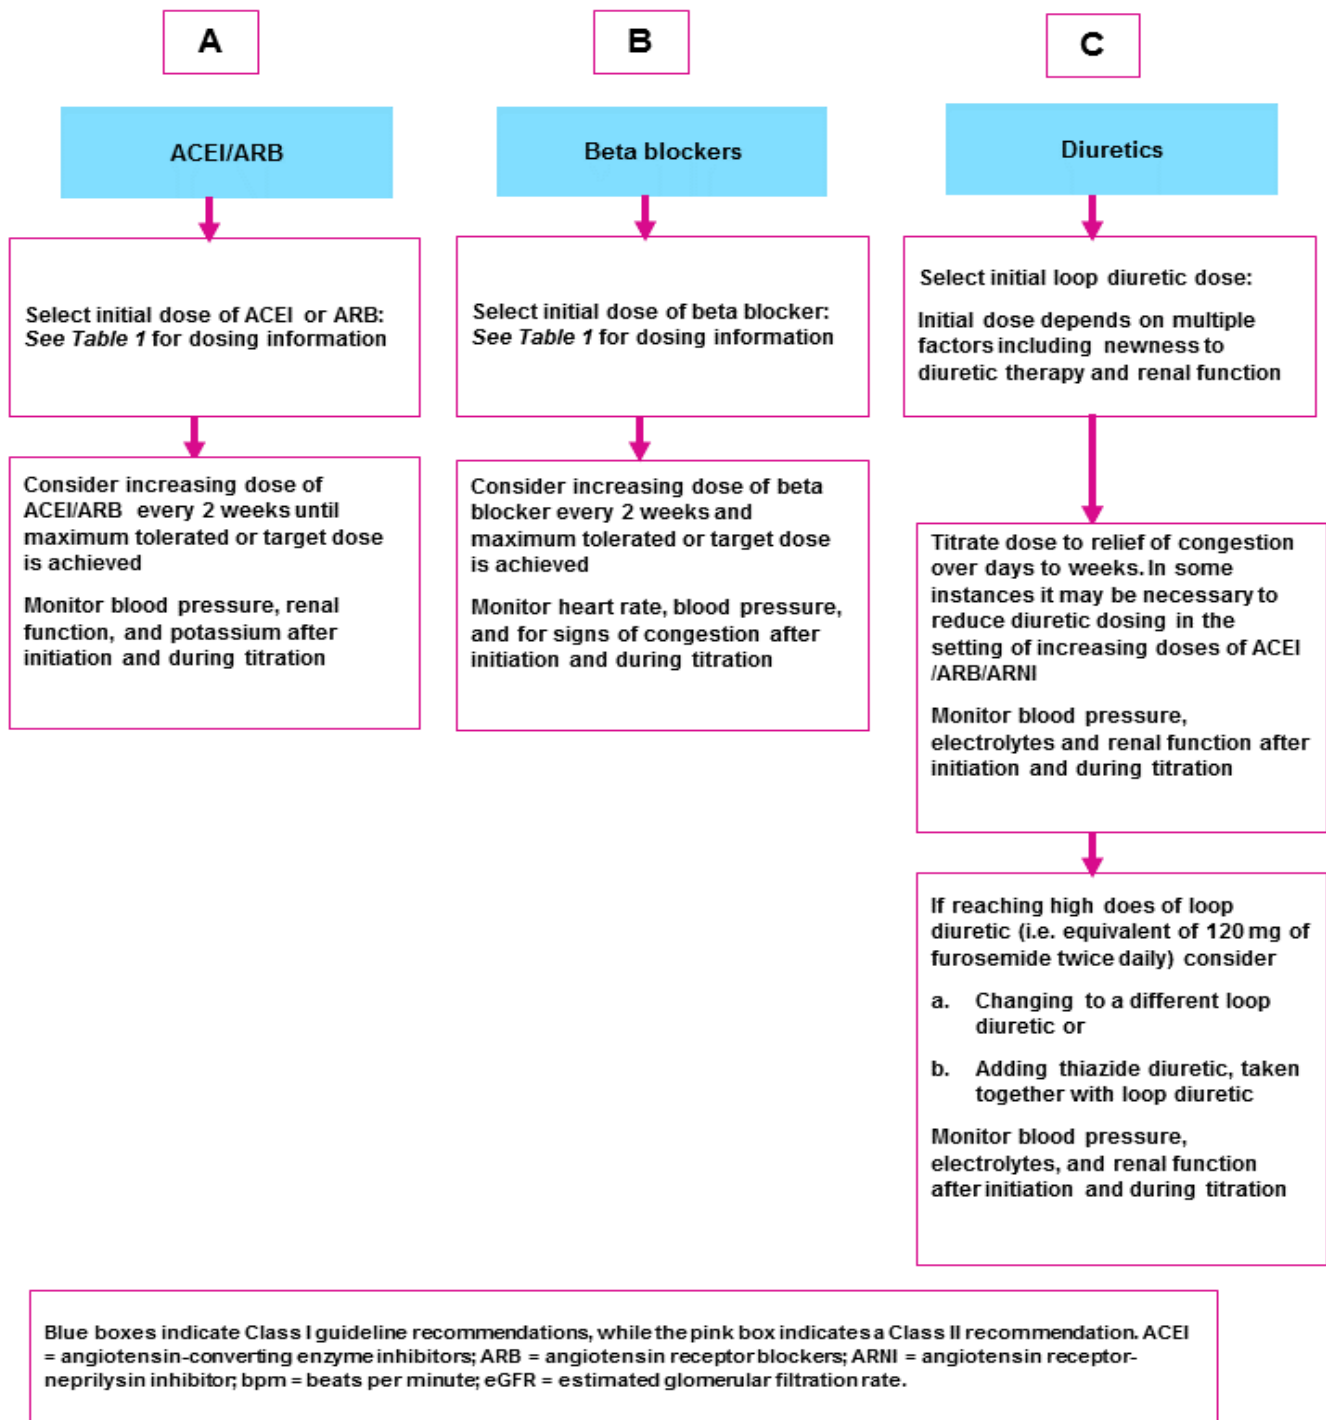 A
ACEI/ARB
Select initial dose of ACEI or ARB:
See Table 1 for dosing information
Consider increasing dose of
ACEI/ARB every 2 weeks until
maximum tolerated or target dose
is achieved
Monitor blood pressure, renal
function, and potassium after
initiation and during titration
B
Beta blockers
Select initial dose of beta blocker:
See Table 1 for dosing information
Consider increasing dose of beta
blocker every 2 weeks and
maximum tolerated or target dose
is achieved
Monitor heart rate, blood pressure,
and for signs of congestion after
initiation and during titration
C
Diuretics
Select initial loop diuretic dose:
Initial dose depends on multiple
factors including newness to
diuretic therapy and renal function
Titrate dose to relief of congestion
over days to weeks. In some
instances it may be necessary to
reduce diuretic dosing in the
setting of increasing doses of ACEI
/ARB/ARNI
Monitor blood pressure,
electrolytes and renal function after
initiation and during titration
If reaching high does of loop
diuretic (i.e. equivalent of 120 mg of
furosemide twice daily) consider
a. Changing to a different loop
diuretic or
b. Adding thiazide diuretic, taken
together with loop diuretic
Monitor blood pressure,
electrolytes, and renal function
after initiation and during titration
Blue boxes indicate Class I guideline recommendations, while the pink box indicates a Class II recommendation. ACEI
= angiotensin-converting enzyme inhibitors; ARB = angiotensin receptor blockers; ARNI = angiotensin receptor-
neprilysin inhibitor; bpm = beats per minute; eGFR = estimated glomerular filtration rate.